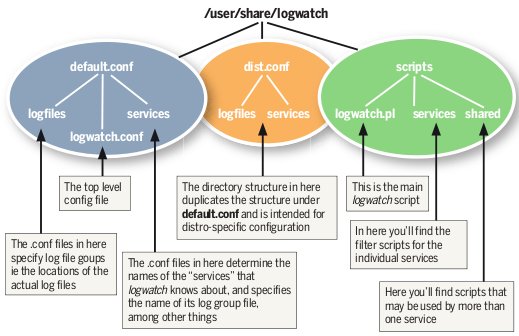 /user/share/logwatch
default.conf
dist.conf
scripts
logfiles
services
logwatch.conf
logfiles
services
logwatch.pl
services
shared
The top level
config file
The directory structure in here
duplicates the structure under
default.conf and is intended for
distro-specific configuration
This is the main
logwatch script
The .conf files in here
specify log file goups
ie the locations of the
actual log files
The .conf files in here determine the
names of the “services” that
logwatch knows about, and specifies
the name of its log group file,
among other things
In here you'll find the
filter scripts for the
individual services
Here you'll find scripts that
may be used by more than
one service